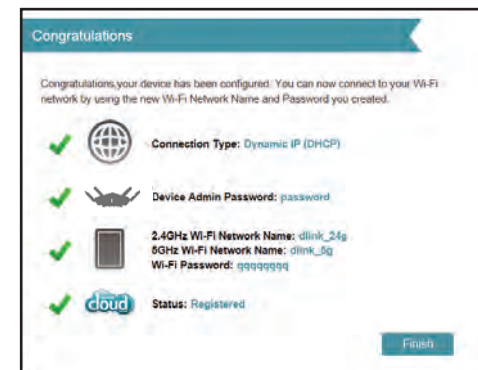 Congratulations
Congratulations,your device has been configured. You can now connect to your Wi-Fi
network by using the new Wi-Fi Network Name and Password you created.
Connection Type: Dynamic IP (DHCP)
Device Admin Password: password
2.4GHz Wi-Fi Network Name: dlink_24g
5GHz Wi-Fi Network Name: dlink_5g
Wi-Fi Password: qqqqqqqq
cloud
Status: Registered
Finish